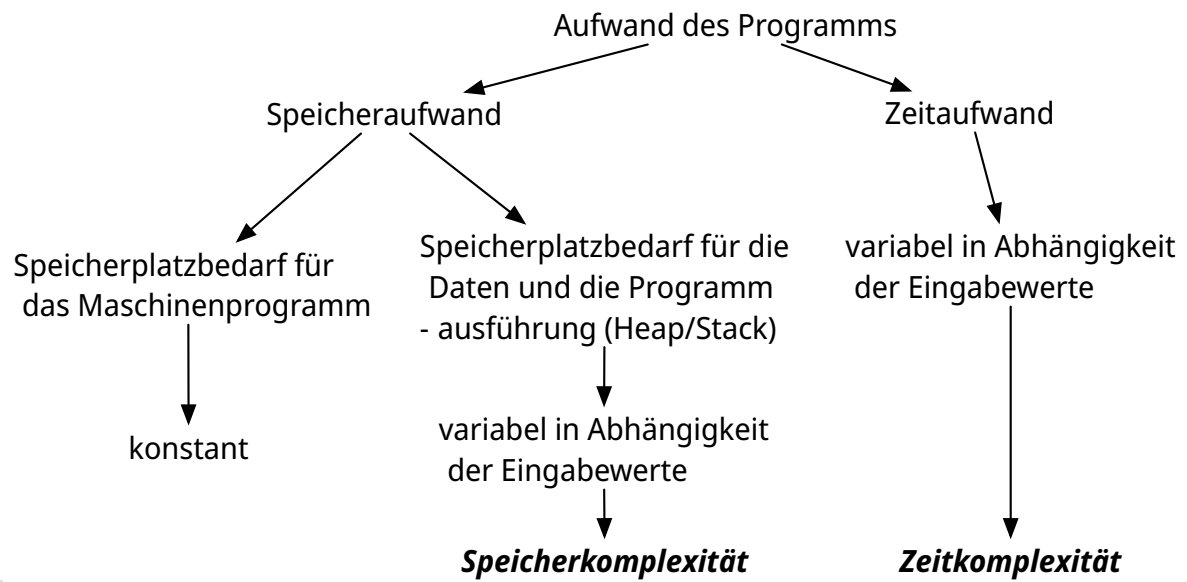 Aufwand des Programms
Speicheraufwand
Zeitaufwand
Speicherplatzbedarf für
das Maschinenprogramm
Speicherplatzbedarf für die
Daten und die Programm
- ausführung (Heap/Stack)
variabel in Abhängigkeit
der Eingabewerte
konstant
variabel in Abhängigkeit
der Eingabewerte
Speicherkomplexität
Zeitkomplexität